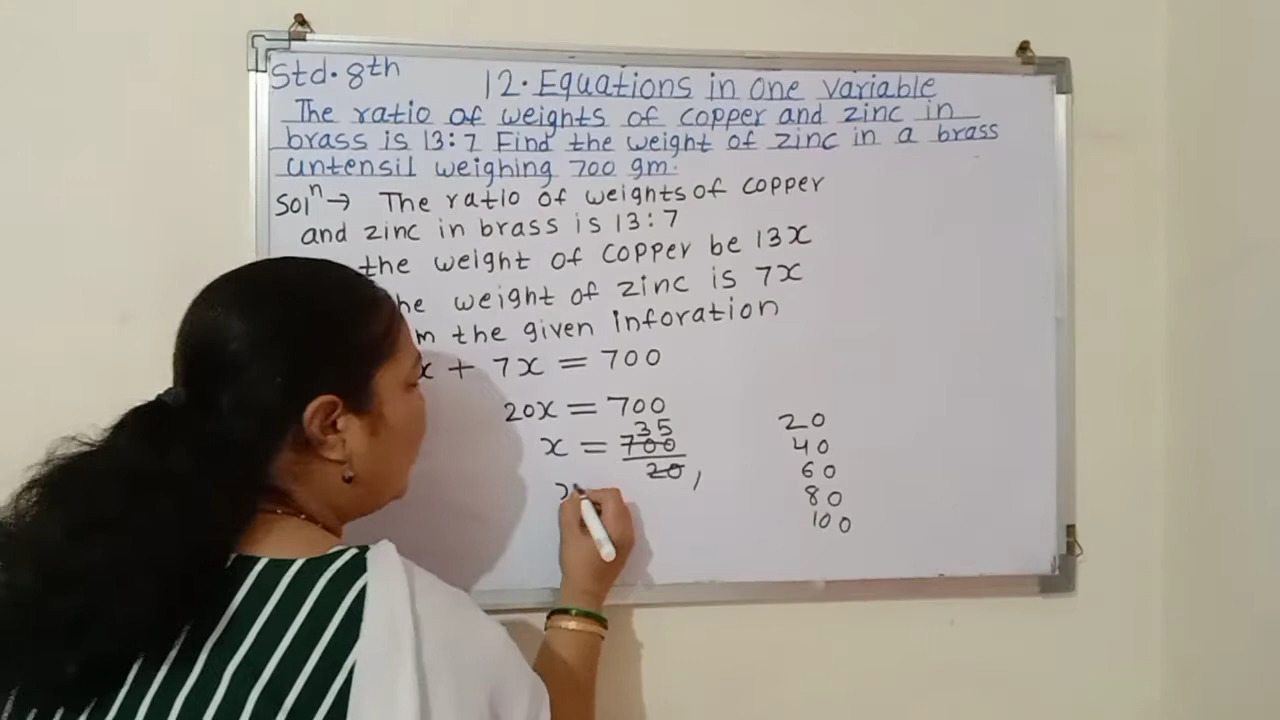 Std. 8th
12. Equations in one variable
The ratio of weights of copper and zinc in
brass is 13:7 Find the weight of zinc in a brass
untensil weighing 700 gm.
Solⁿ → The ratio of weights of copper
and zinc in brass is 13:7
the weight of copper be 13x
weight of zinc is 7x
the given inforation
x + 7x = 700
20x = 700
35
x = 700
20
20
40
60
80
100